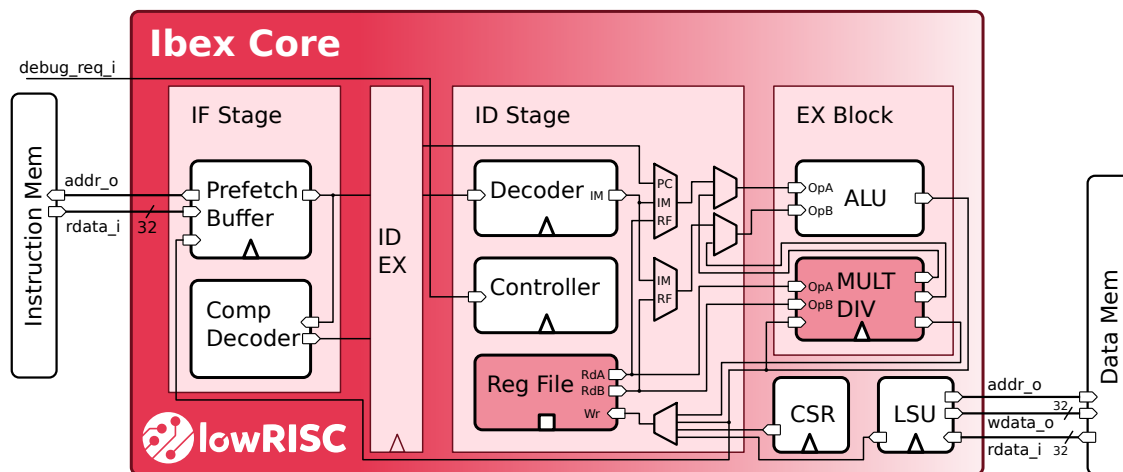 Ibex Core
debug_req_i
IF Stage
ID Stage
EX Block
Instruction Mem
addr_o
rdata_i
32
Prefetch
Buffer
Comp
Decoder
ID
EX
Decoder
IM
Controller
Reg File
RdA
RdB
Wr
PC
IM
RF
IM
RF
OpA
OpB
ALU
OpA
OpB
MULT
DIV
CSR
LSU
addr_o
32
wdata_o
rdata_i
32
Data Mem
lowRISC